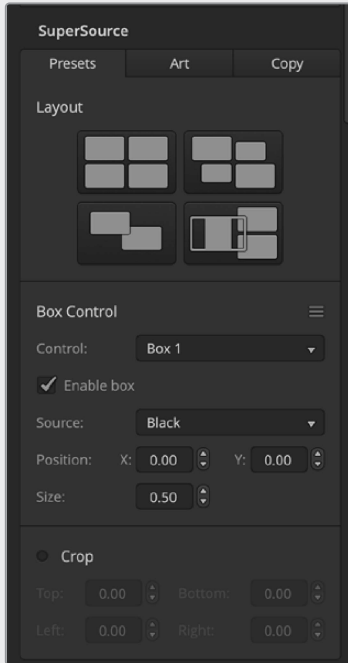 SuperSource
Presets Art Copy
Layout
Box Control
Control: Box 1
Enable box
Source: Black
Position: X: 0.00 Y: 0.00
Size: 0.50
Crop
Top: 0.00 Bottom: 0.00
Left: 0.00 Right: 0.00